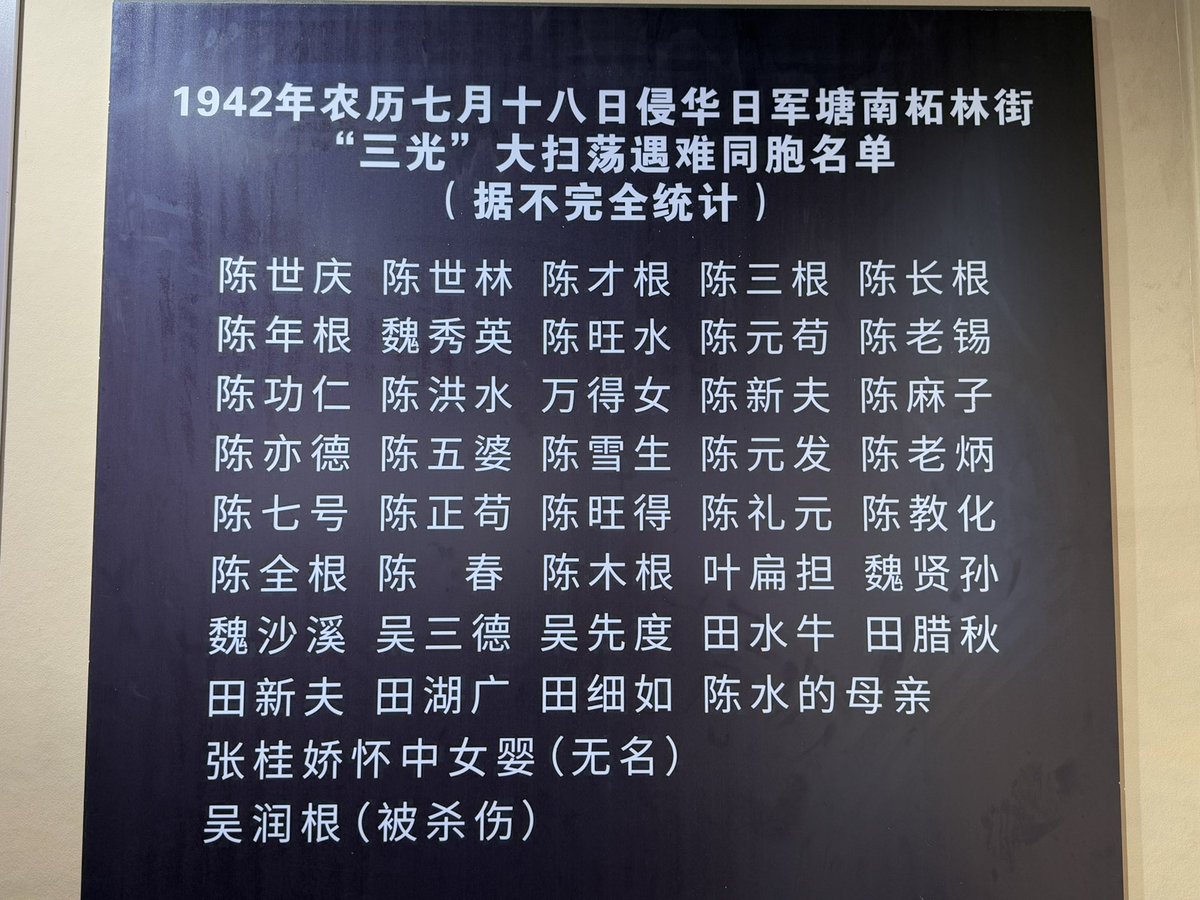 1942年农历七月十八日侵华日军塘南柘林街
“三光”大扫荡遇难同胞名单
（据不完全统计）
陈世庆 陈世林 陈才根 陈三根 陈长根
陈年根 魏秀英 陈旺水 陈元苟 陈老锡
陈功仁 陈洪水 万得女 陈新夫 陈麻子
陈亦德 陈五婆 陈雪生 陈元发 陈老炳
陈七号 陈正苟 陈旺得 陈礼元 陈教化
陈全根 陈 春 陈木根 叶扁担 魏贤孙
魏沙溪 吴三德 吴先度 田水牛 田腊秋
田新夫 田湖广 田细如 陈水的母亲
张桂娇怀中女婴（无名）
吴润根（被杀伤）